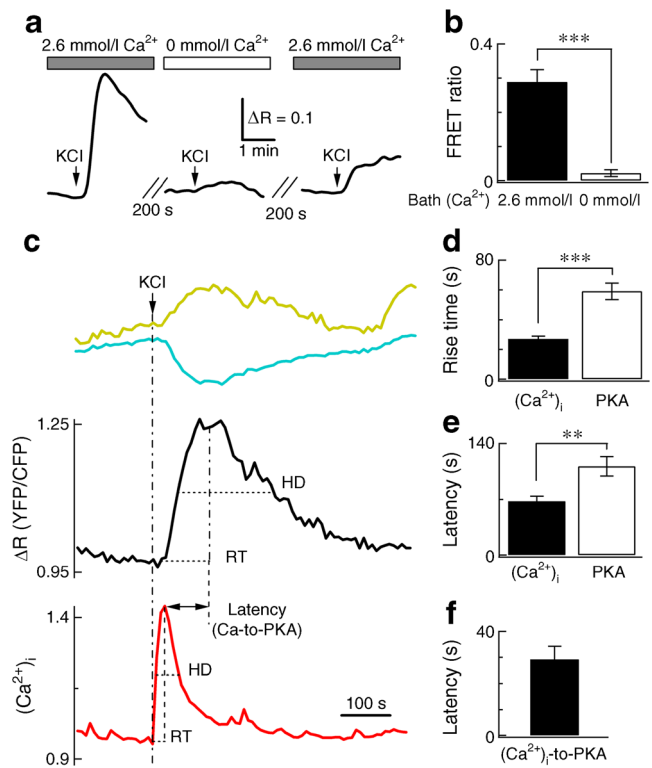 a
2.6 mmol/l Ca²⁺ 0 mmol/l Ca²⁺ 2.6 mmol/l Ca²⁺
KCl KCl KCl
ΔR = 0.1
1 min
200 s 200 s
b
0.4
FRET ratio
***
0
Bath (Ca²⁺) 2.6 mmol/l 0 mmol/l
c
KCl
1.25
ΔR (YFP/CFP)
HD
RT
0.95
1.4
Latency
(Ca-to-PKA)
(Ca²⁺)i
HD
100 s
RT
0.9
d
80
Rise time (s)
***
0
(Ca²⁺)i PKA
e
140
Latency (s)
**
0
(Ca²⁺)i PKA
f
40
Latency (s)
0
(Ca²⁺)i-to-PKA